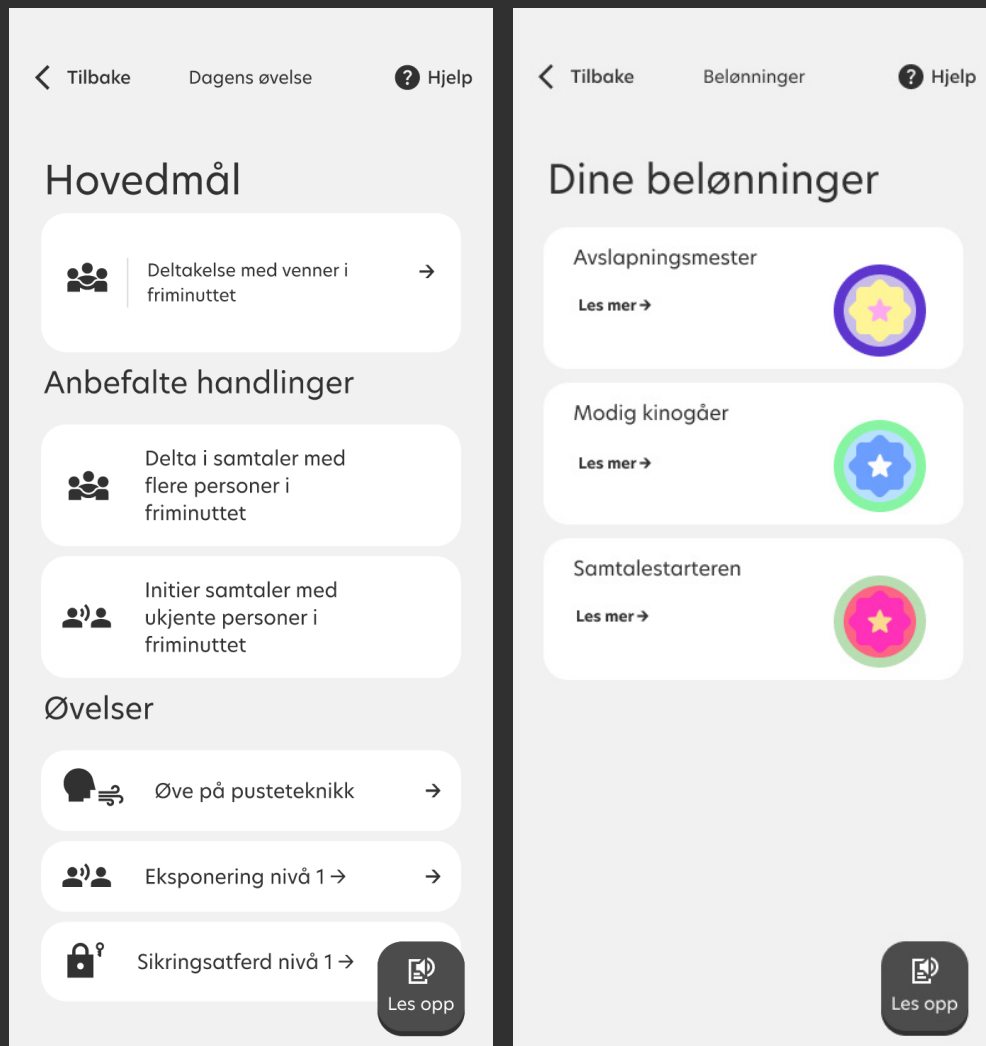 Tilbake
Dagens øvelse
Hjelp
Hovedmål
Deltakelse med venner i
friminuttet
Anbefalte handlinger
Delta i samtaler med
flere personer i
friminuttet
Initier samtaler med
ukjente personer i
friminuttet
Øvelser
Øve på pusteteknikk
Eksponering nivå 1 →
Sikringsatferd nivå 1 →
Les opp
Tilbake
Belønninger
Hjelp
Dine belønninger
Avslapningsmester
Les mer →
Modig kinogåer
Les mer →
Samtalestarteren
Les mer →
Les opp